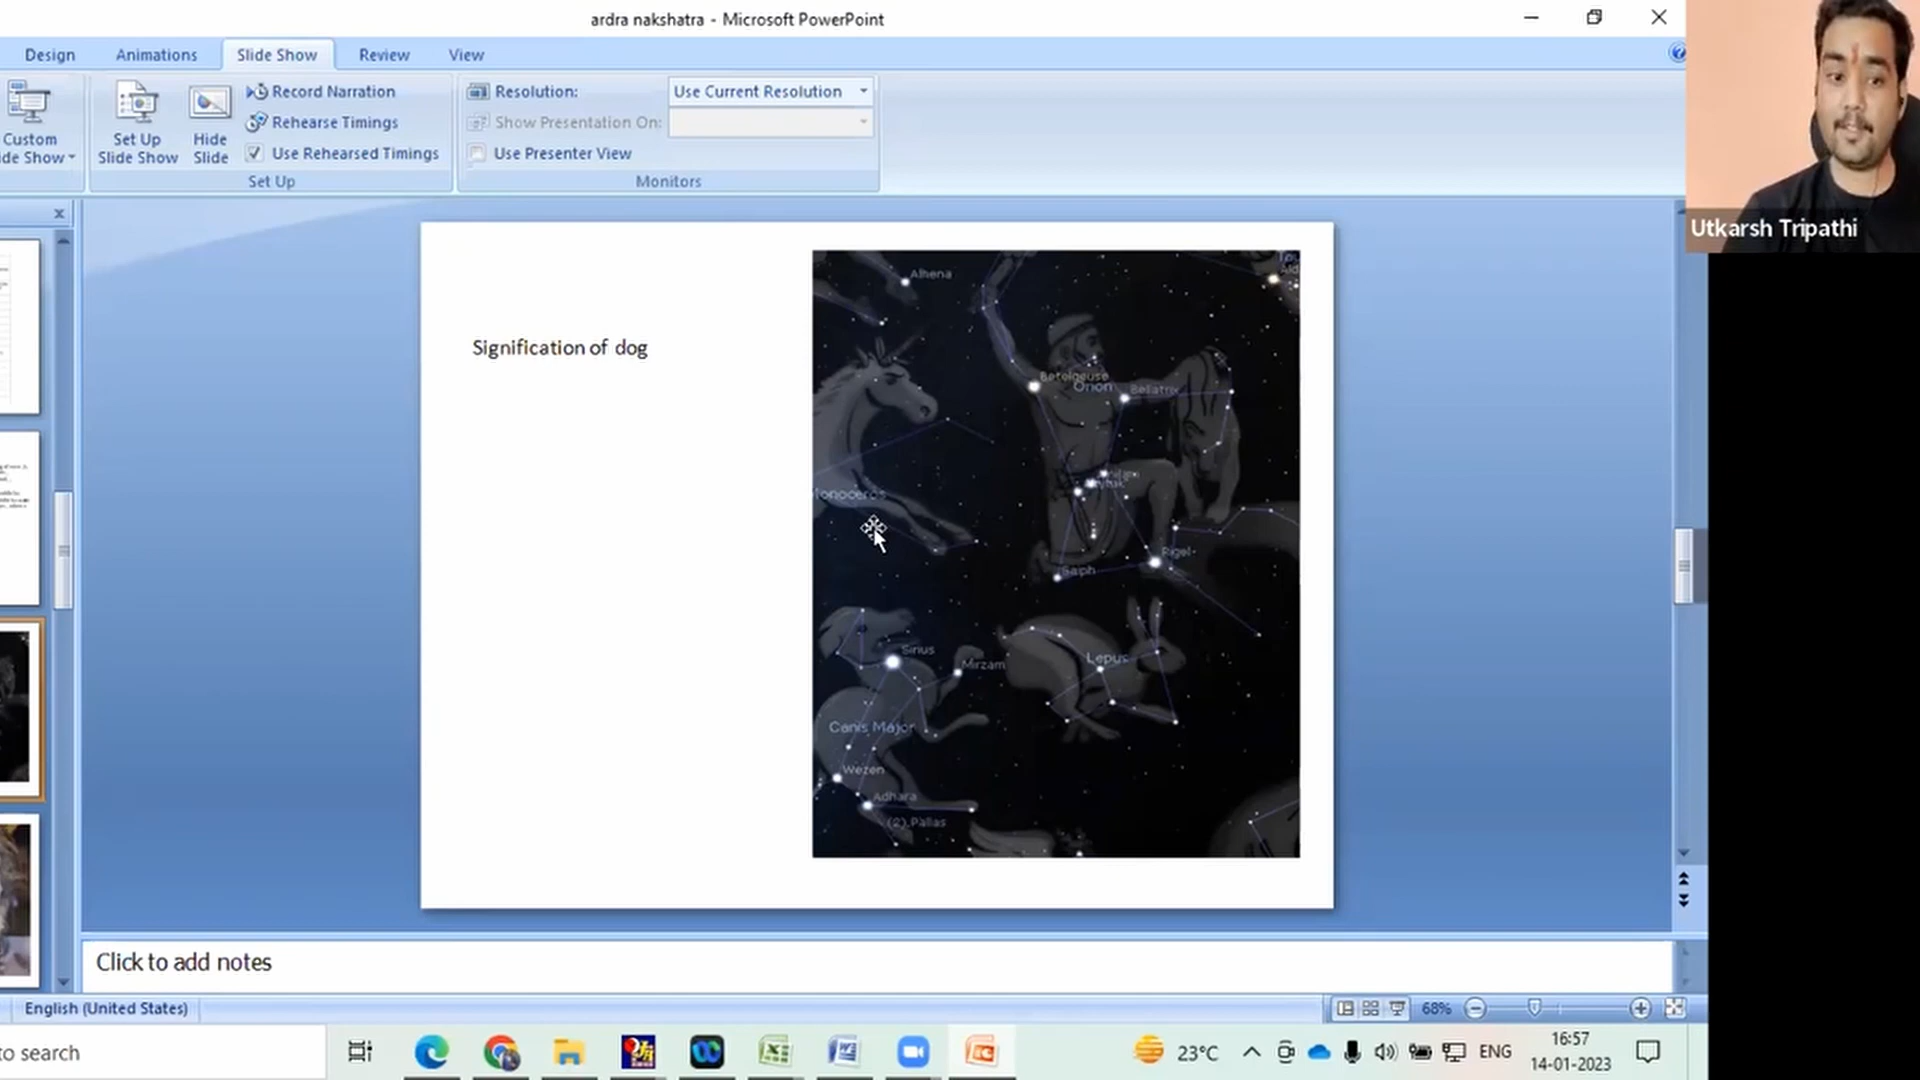 ardra nakshatra - Microsoft PowerPoint
Design Animations Slide Show Review View
Custom
Set Up
Slide Show
Hide
Slide
Record Narration
Rehearse Timings
Use Rehearsed Timings
Set Up
Resolution: Use Current Resolution
Show Presentation On:
Use Presenter View
Monitors
Utkarsh Tripathi
Signification of dog
Alhena
Betelgeuse
Orion
Bellatrix
Monoceros
Rigel
Saiph
Sirius
Mirzam
Lepus
Canis Major
Wezen
Adhara
(2) Pallas
Click to add notes
English (United States)
68%
to search
23°C
ENG
16:57
14-01-2023